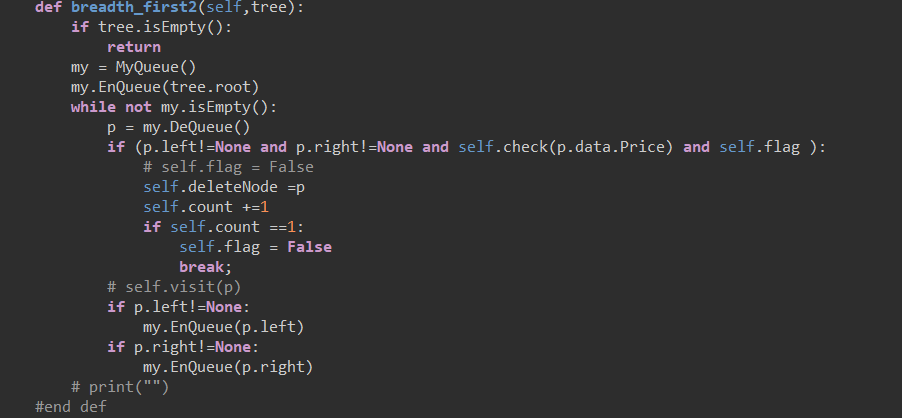 def breadth_first2(self,tree):
    if tree.isEmpty():
        return
    my = MyQueue()
    my.EnQueue(tree.root)
    while not my.isEmpty():
        p = my.DeQueue()
        if (p.left!=None and p.right!=None and self.check(p.data.Price) and self.flag ):
            # self.flag = False
            self.deleteNode =p
            self.count +=1
            if self.count ==1:
                self.flag = False
                break;
        # self.visit(p)
        if p.left!=None:
            my.EnQueue(p.left)
        if p.right!=None:
            my.EnQueue(p.right)
    # print("")
#end def